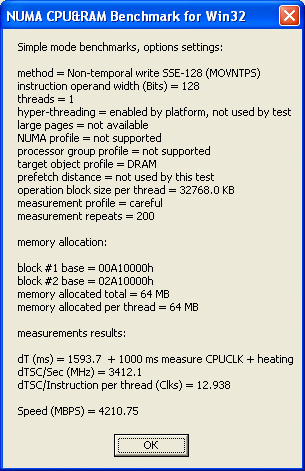 NUMA CPU&RAM Benchmark for Win32
Simple mode benchmarks, options settings:
method = Non-temporal write SSE-128 (MOVNTPS)
instruction operand width (Bits) = 128
threads = 1
hyper-threading = enabled by platform, not used by test
large pages = not available
NUMA profile = not supported
processor group profile = not supported
target object profile = DRAM
prefetch distance = not used by this test
operation block size per thread = 32768.0 KB
measurement profile = careful
measurement repeats = 200
memory allocation:
block #1 base = 00A10000h
block #2 base = 02A10000h
memory allocated total = 64 MB
memory allocated per thread = 64 MB
measurements results:
dT (ms) = 1593.7  + 1000 ms measure CPUCLK + heating
dTSC/Sec (MHz) = 3412.1
dTSC/Instruction per thread (Clks) = 12.938
Speed (MBPS) = 4210.75
OK